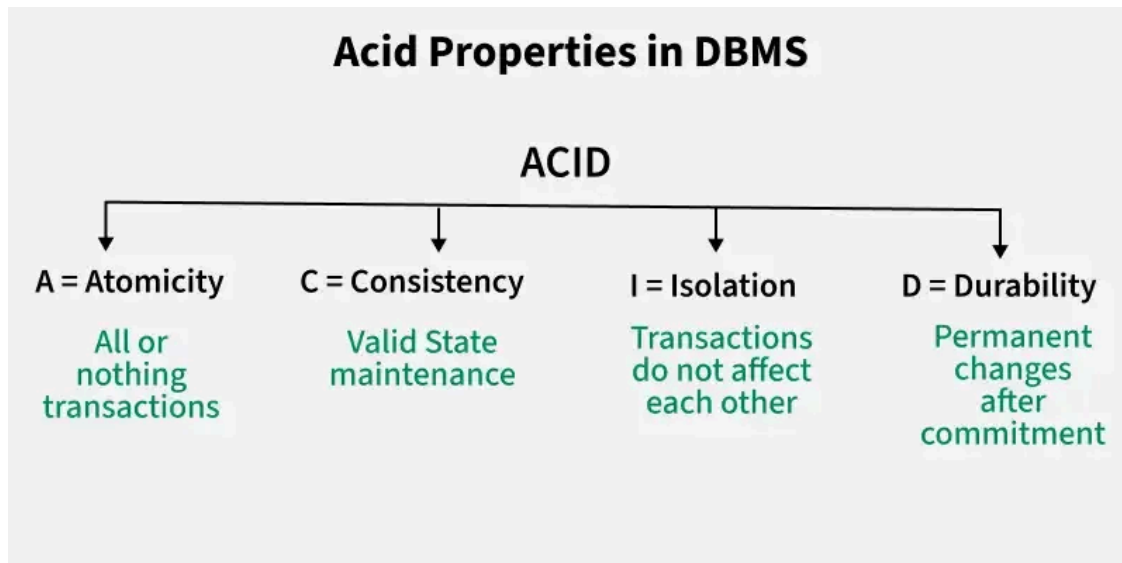 Acid Properties in DBMS
ACID
A = Atomicity
All or
nothing
transactions
C = Consistency
Valid State
maintenance
I = Isolation
Transactions
do not affect
each other
D = Durability
Permanent
changes
after
commitment